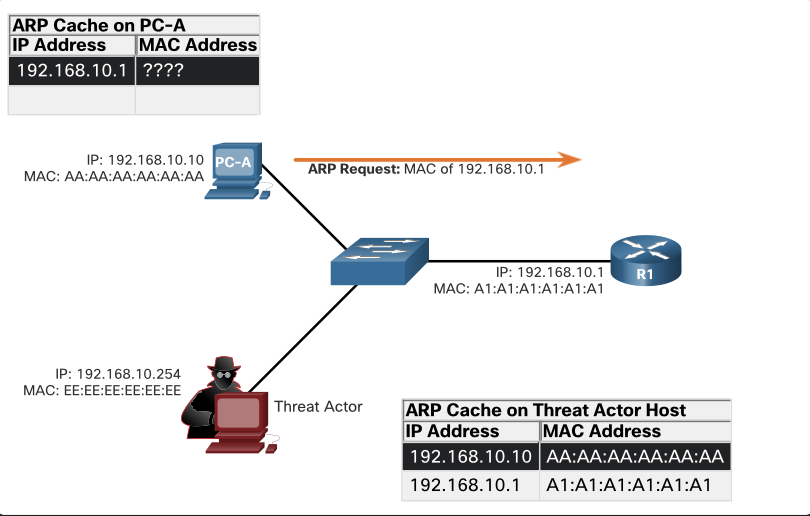 ARP Cache on PC-A
IP Address MAC Address
192.168.10.1 ????
IP: 192.168.10.10
MAC: AA:AA:AA:AA:AA:AA
PC-A
ARP Request: MAC of 192.168.10.1
IP: 192.168.10.1
MAC: A1:A1:A1:A1:A1:A1
R1
IP: 192.168.10.254
MAC: EE:EE:EE:EE:EE:EE
Threat Actor
ARP Cache on Threat Actor Host
IP Address MAC Address
192.168.10.10 AA:AA:AA:AA:AA:AA
192.168.10.1 A1:A1:A1:A1:A1:A1